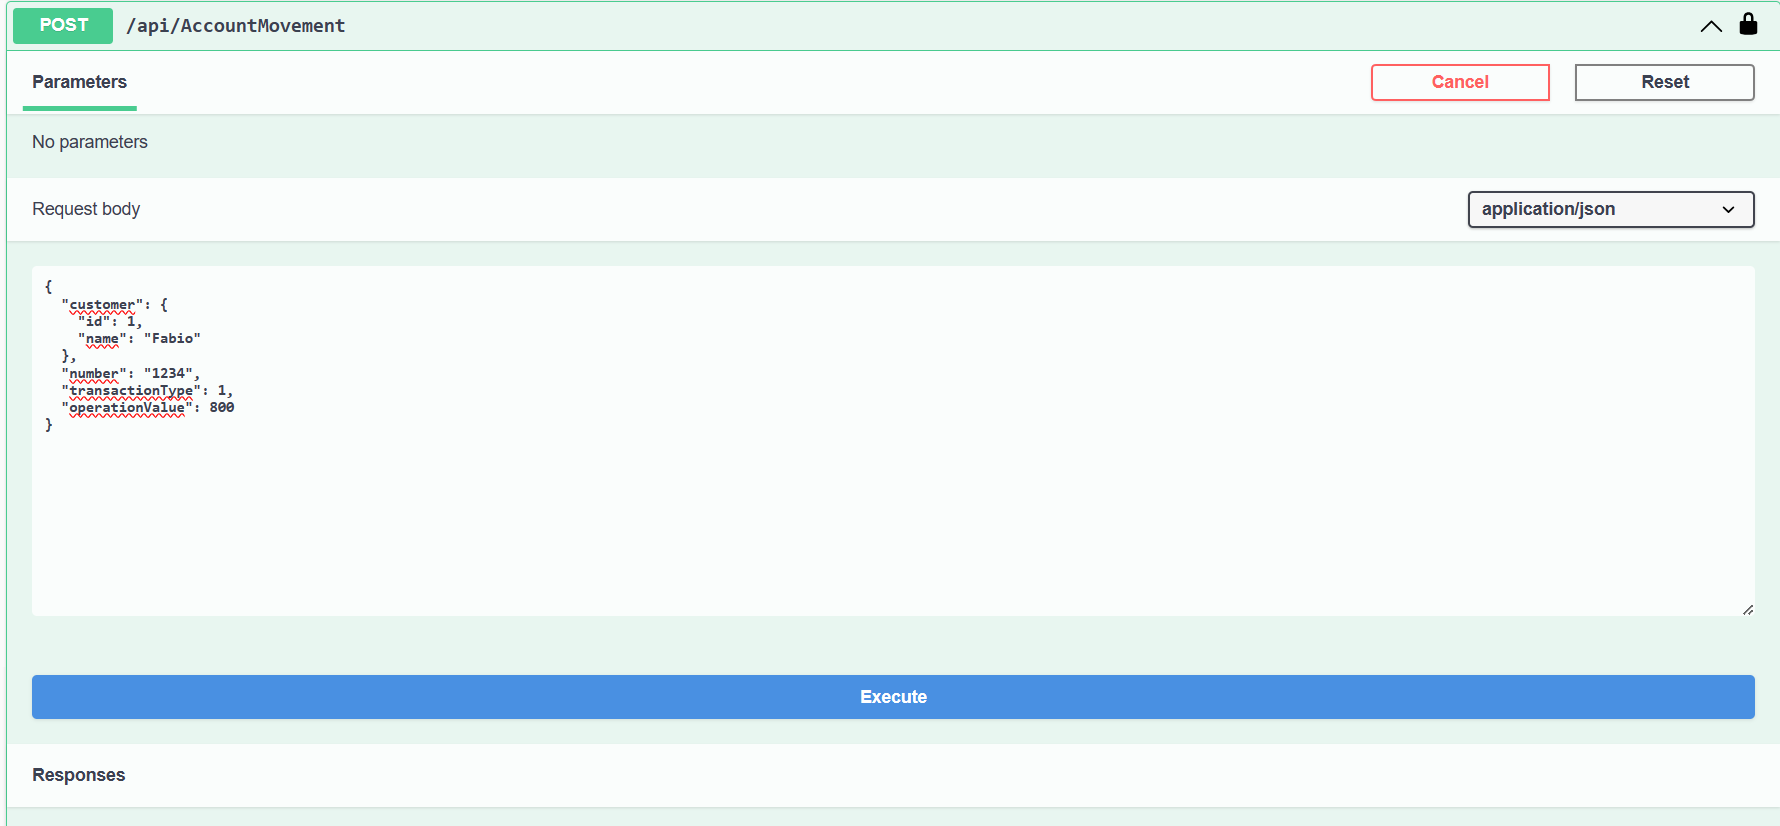 POST /api/AccountMovement
Parameters Cancel Reset
No parameters
Request body application/json
{
  "customer": {
    "id": 1,
    "name": "Fabio"
  },
  "number": "1234",
  "transactionType": 1,
  "operationValue": 800
}
Execute
Responses